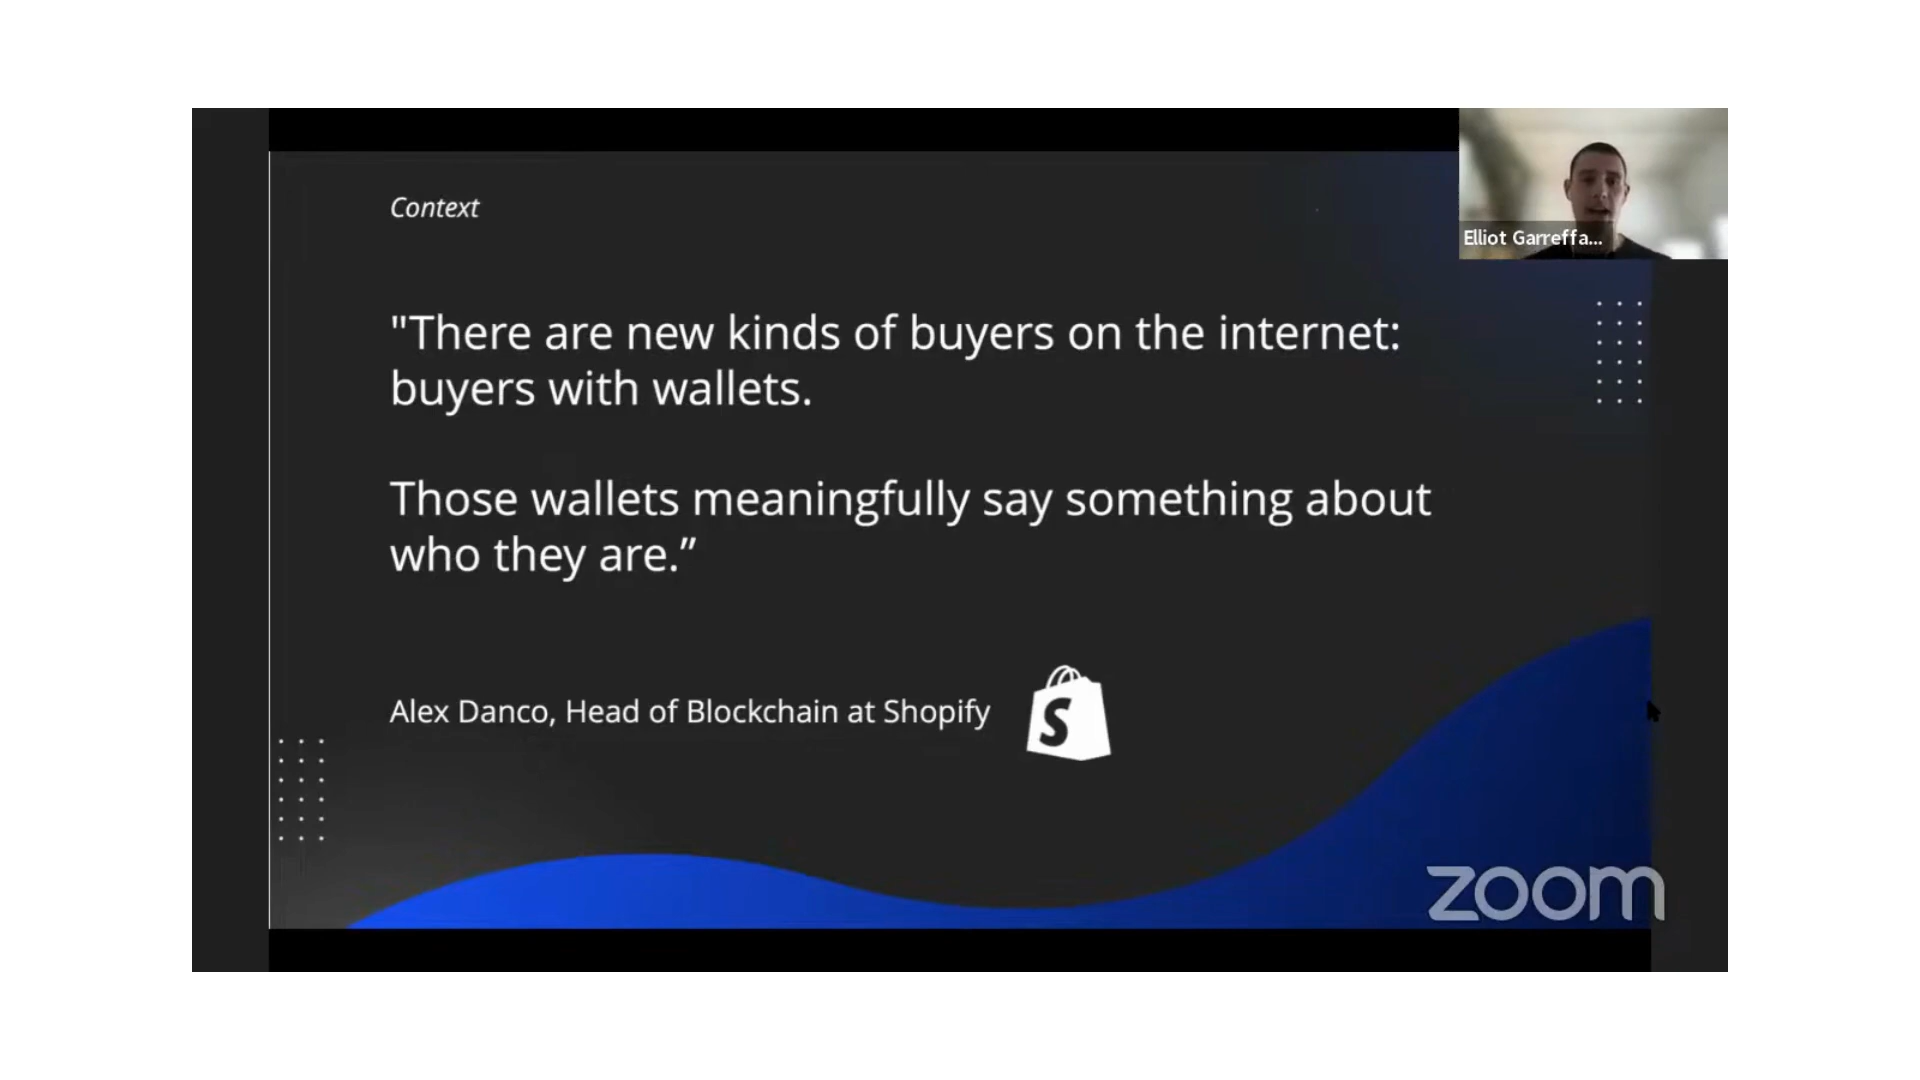 Context
Elliot Garreffa...
"There are new kinds of buyers on the internet:
buyers with wallets.
Those wallets meaningfully say something about
who they are.”
Alex Danco, Head of Blockchain at Shopify
S
zoom